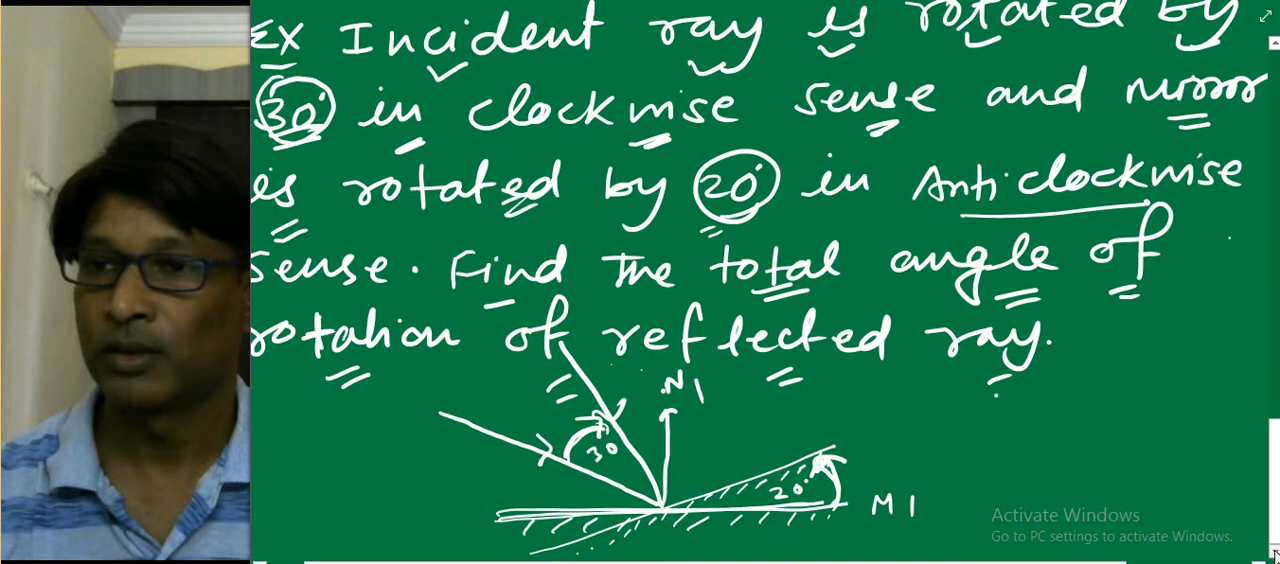 Ex Incident ray is rotated by
30° in clockwise sense and mirror
is rotated by 20° in Anti clockwise
sense. Find the total angle of
rotation of reflected ray.
N1
30
20°
M1
Activate Windows
Go to PC settings to activate Windows.